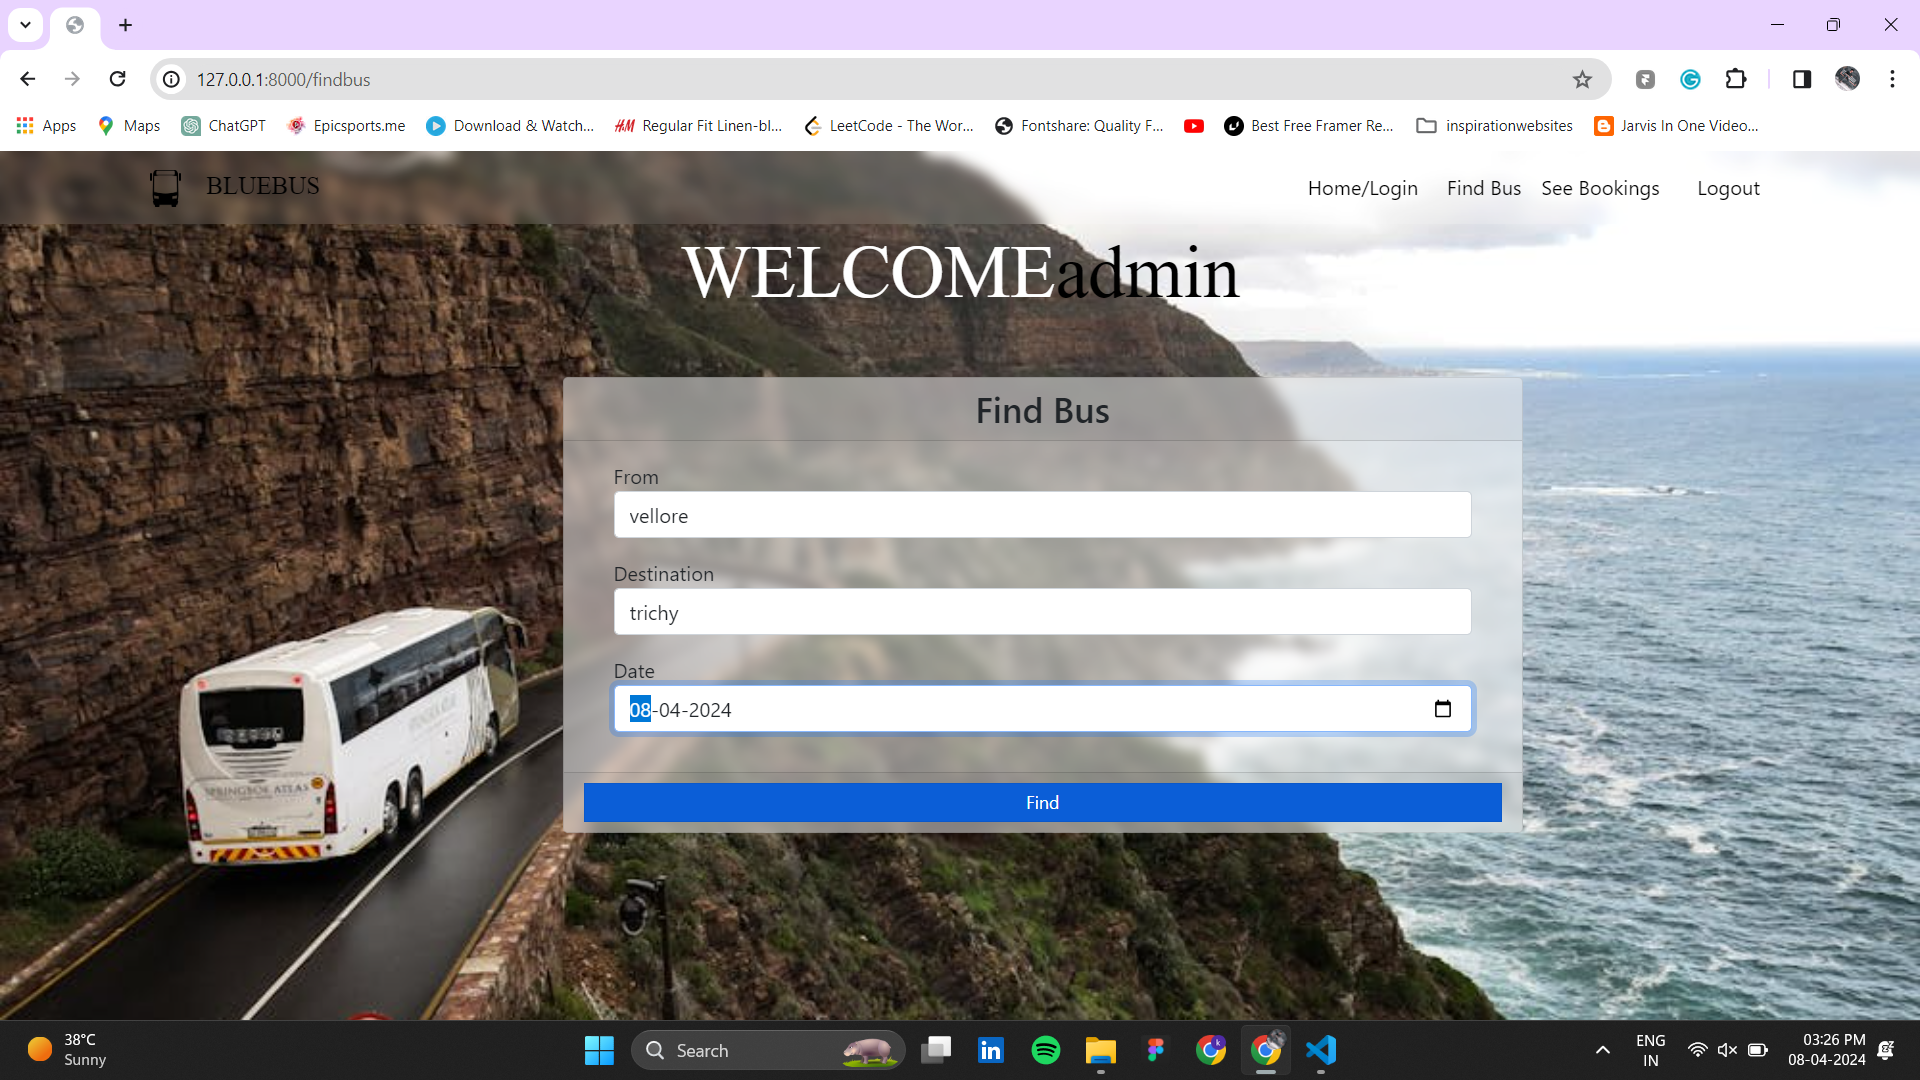 127.0.0.1:8000/findbus
Apps Maps ChatGPT Epicsports.me Download & Watch... HM Regular Fit Linen-bl... LeetCode - The Wor... Fontshare: Quality F... Best Free Framer Re... inspirationwebsites Jarvis In One Video...
BLUEBUS Home/Login Find Bus See Bookings Logout
WELCOMEadmin
Find Bus
From
vellore
Destination
trichy
Date
08-04-2024
SPRINGBOK ATLAS
Find
38°C
Sunny
Search
ENG
IN
03:26 PM
08-04-2024